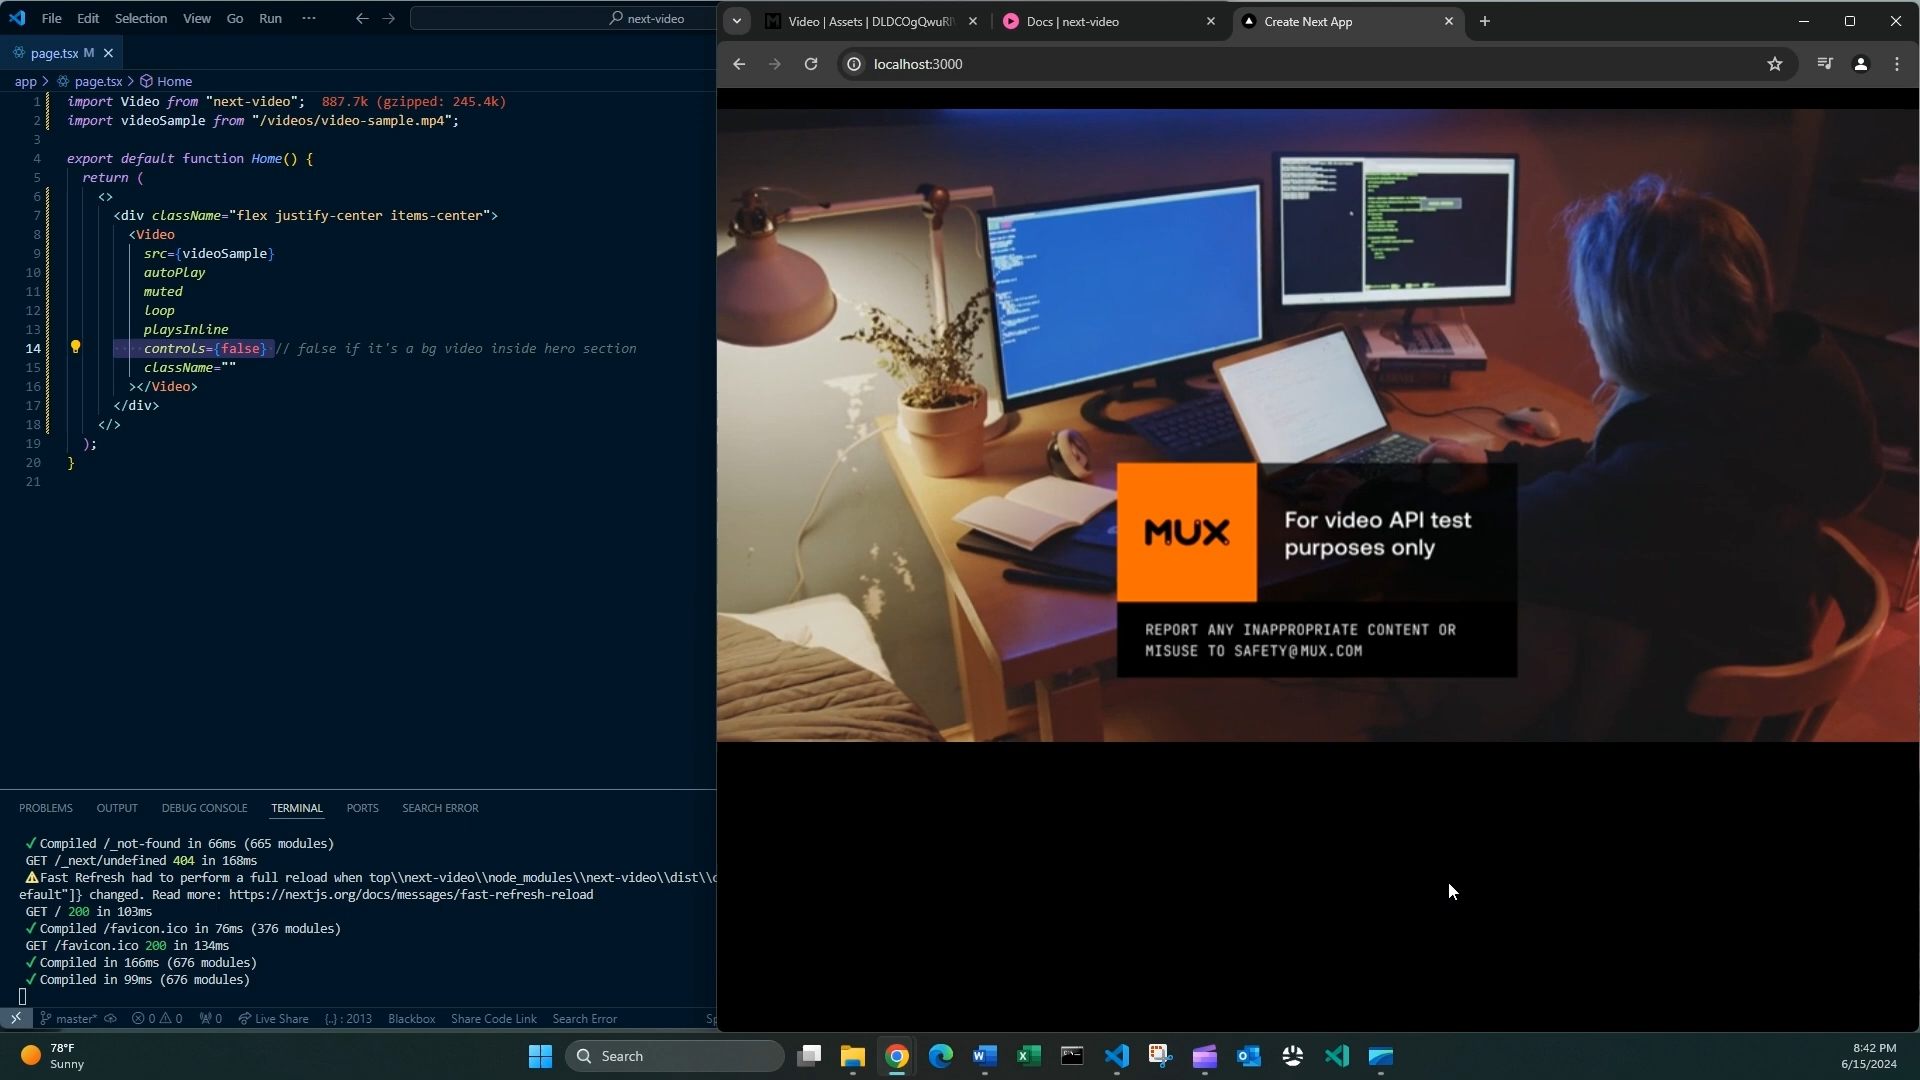 File Edit Selection View Go Run ··· next-video
page.tsx M
app > page.tsx > Home
1 import Video from "next-video"; 887.7k (gzipped: 245.4k)
2 import videoSample from "/videos/video-sample.mp4";
3
4 export default function Home() {
5 return (
6 <>
7 <div className="flex justify-center items-center">
8 <Video
9 src={videoSample}
10 autoPlay
11 muted
12 loop
13 playsInline
14 controls={false} // false if it's a bg video inside hero section
15 className=""
16 ></Video>
17 </div>
18 </>
19 );
20 }
21
PROBLEMS OUTPUT DEBUG CONSOLE TERMINAL PORTS SEARCH ERROR
✓ Compiled /_not-found in 66ms (665 modules)
GET /_next/undefined 404 in 168ms
⚠ Fast Refresh had to perform a full reload when top\\next-video\\node_modules\\next-video\\dist\\c
efault"]} changed. Read more: https://nextjs.org/docs/messages/fast-refresh-reload
GET / 200 in 103ms
✓ Compiled /favicon.ico in 76ms (376 modules)
GET /favicon.ico 200 in 134ms
✓ Compiled in 166ms (676 modules)
✓ Compiled in 99ms (676 modules)
master* 0 0 0 Live Share {..} : 2013 Blackbox Share Code Link Search Error Sp
Video | Assets | DLDCOgQwuRl Docs | next-video Create Next App
localhost:3000
MUX
For video API test
purposes only
REPORT ANY INAPPROPRIATE CONTENT OR
MISUSE TO SAFETY@MUX.COM
78°F
Sunny
Search
8:42 PM
6/15/2024